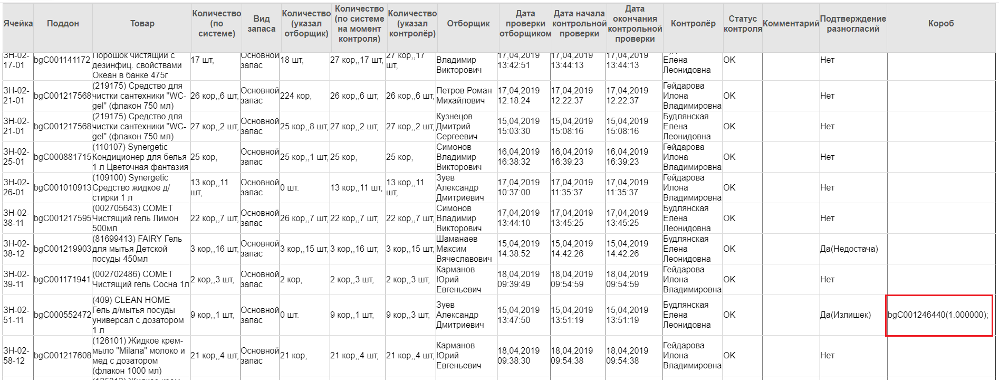 Ячейка
Поддон
Товар
Количество
(по
системе)
Вид
запаса
Количество
(указал
отборщик)
Количество
(по системе
на момент
контроля)
Количество
(указал
контролёр)
Отборщик
Дата
проверки
отборщиком
Дата начала
контрольной
проверки
Дата
окончания
контрольной
проверки
Контролёр
Статус
контроля
Комментарий
Подтверждение
разногласий
Короб
ЗН-02-
17-01
bgC001141172
Порошок чистящий с
дезинфиц. свойствами
Океан в банке 475г
17 шт,
Основной
запас
18 шт,
27 кор,,17 шт,
27 кор,,17
шт,
Владимир
Викторович
17,04,2019
13:42:51
17,04,2019
13:44:13
17,04,2019
13:44:13
Елена
Леонидовна
OK
Нет
ЗН-02-
21-01
bgC001217568
(219175) Средство для
чистки сантехники "WC-
gel" (флакон 750 мл)
26 кор,,6 шт,
Основной
запас
224 кор,
26 кор,,6 шт,
26 кор,,6 шт,
Петров Роман
Михайлович
17,04,2019
12:18:24
17,04,2019
12:22:37
17,04,2019
12:22:37
Гейдарова
Илона
Владимировна
OK
Нет
ЗН-02-
21-01
bgC001217568
(219175) Средство для
чистки сантехники "WC-
gel" (флакон 750 мл)
27 кор,,2 шт,
Основной
запас
25 кор,,8 шт,
27 кор,,2 шт,
27 кор,,2 шт,
Кузнецов
Дмитрий
Сергеевич
15,04,2019
15:03:30
15,04,2019
15:08:16
15,04,2019
15:08:16
Будлянская
Елена
Леонидовна
OK
Нет
ЗН-02-
25-01
bgC000881715
(110107) Synergetic
Кондиционер для белья
1 л Цветочная фантазия
25 кор,
Основной
запас
25 кор,,1 шт,
25 кор,
25 кор,
Симонов
Владимир
Викторович
16,04,2019
16:38:32
16,04,2019
16:39:23
16,04,2019
16:39:23
Гейдарова
Илона
Владимировна
OK
Нет
ЗН-02-
26-01
bgC001010913
(109100) Synergetic
Средство жидкое д/
стирки 1 л
13 кор,,11
шт,
Основной
запас
0 шт.
13 кор,,11 шт,
13 кор,,11
шт,
Зуев
Александр
Дмитриевич
17,04,2019
10:37:00
17,04,2019
11:35:37
17,04,2019
11:35:37
Гейдарова
Илона
Владимировна
OK
Нет
ЗН-02-
38-11
bgC001217595
(002705643) COMET
Чистящий гель Лимон
500мл
22 кор,,7 шт,
Основной
запас
26 кор,,7 шт,
22 кор,,7 шт,
22 кор,,7 шт,
Симонов
Владимир
Викторович
17,04,2019
13:44:10
17,04,2019
13:45:25
17,04,2019
13:45:25
Будлянская
Елена
Леонидовна
OK
Нет
ЗН-02-
38-12
bgC001219903
(81699413) FAIRY Гель
для мытья Детской
посуды 450мл
3 кор,,16 шт,
Основной
запас
3 кор,,15 шт,
3 кор,,16 шт,
3 кор,,15 шт,
Шаманаев
Максим
Вячеславович
15,04,2019
14:38:52
15,04,2019
14:42:26
15,04,2019
14:42:26
Будлянская
Елена
Леонидовна
OK
Да(Недостача)
ЗН-02-
39-11
bgC001171941
(002702486) COMET
Чистящий гель Сосна 1л
2 кор,,3 шт,
Основной
запас
2 кор,
2 кор,,3 шт,
2 кор,,3 шт,
Карманов
Юрий
Евгеньевич
18,04,2019
09:39:49
18,04,2019
09:54:59
18,04,2019
09:54:59
Гейдарова
Илона
Владимировна
OK
Нет
ЗН-02-
51-11
bgC000552472
(409) CLEAN HOME
Гель д/мытья посуды
универсал с дозатором
1 л
9 кор,,1 шт,
Основной
запас
0 шт.
9 кор,,1 шт,
9 кор,,3 шт,
Зуев
Александр
Дмитриевич
15,04,2019
13:47:50
15,04,2019
13:51:19
15,04,2019
13:51:19
Будлянская
Елена
Леонидовна
OK
Да(Излишек)
bgC001246440(1.000000);
ЗН-02-
58-12
bgC001217608
(126101) Жидкое крем-
мыло "Milana" молоко и
мед с дозатором
(флакон 1000 мл)
21 кор,,4 шт,
Основной
запас
21 кор,
21 кор,,4 шт,
21 кор,,4 шт,
Карманов
Юрий
Евгеньевич
18,04,2019
09:38:30
18,04,2019
09:54:38
18,04,2019
09:54:38
Гейдарова
Илона
Владимировна
OK
Нет